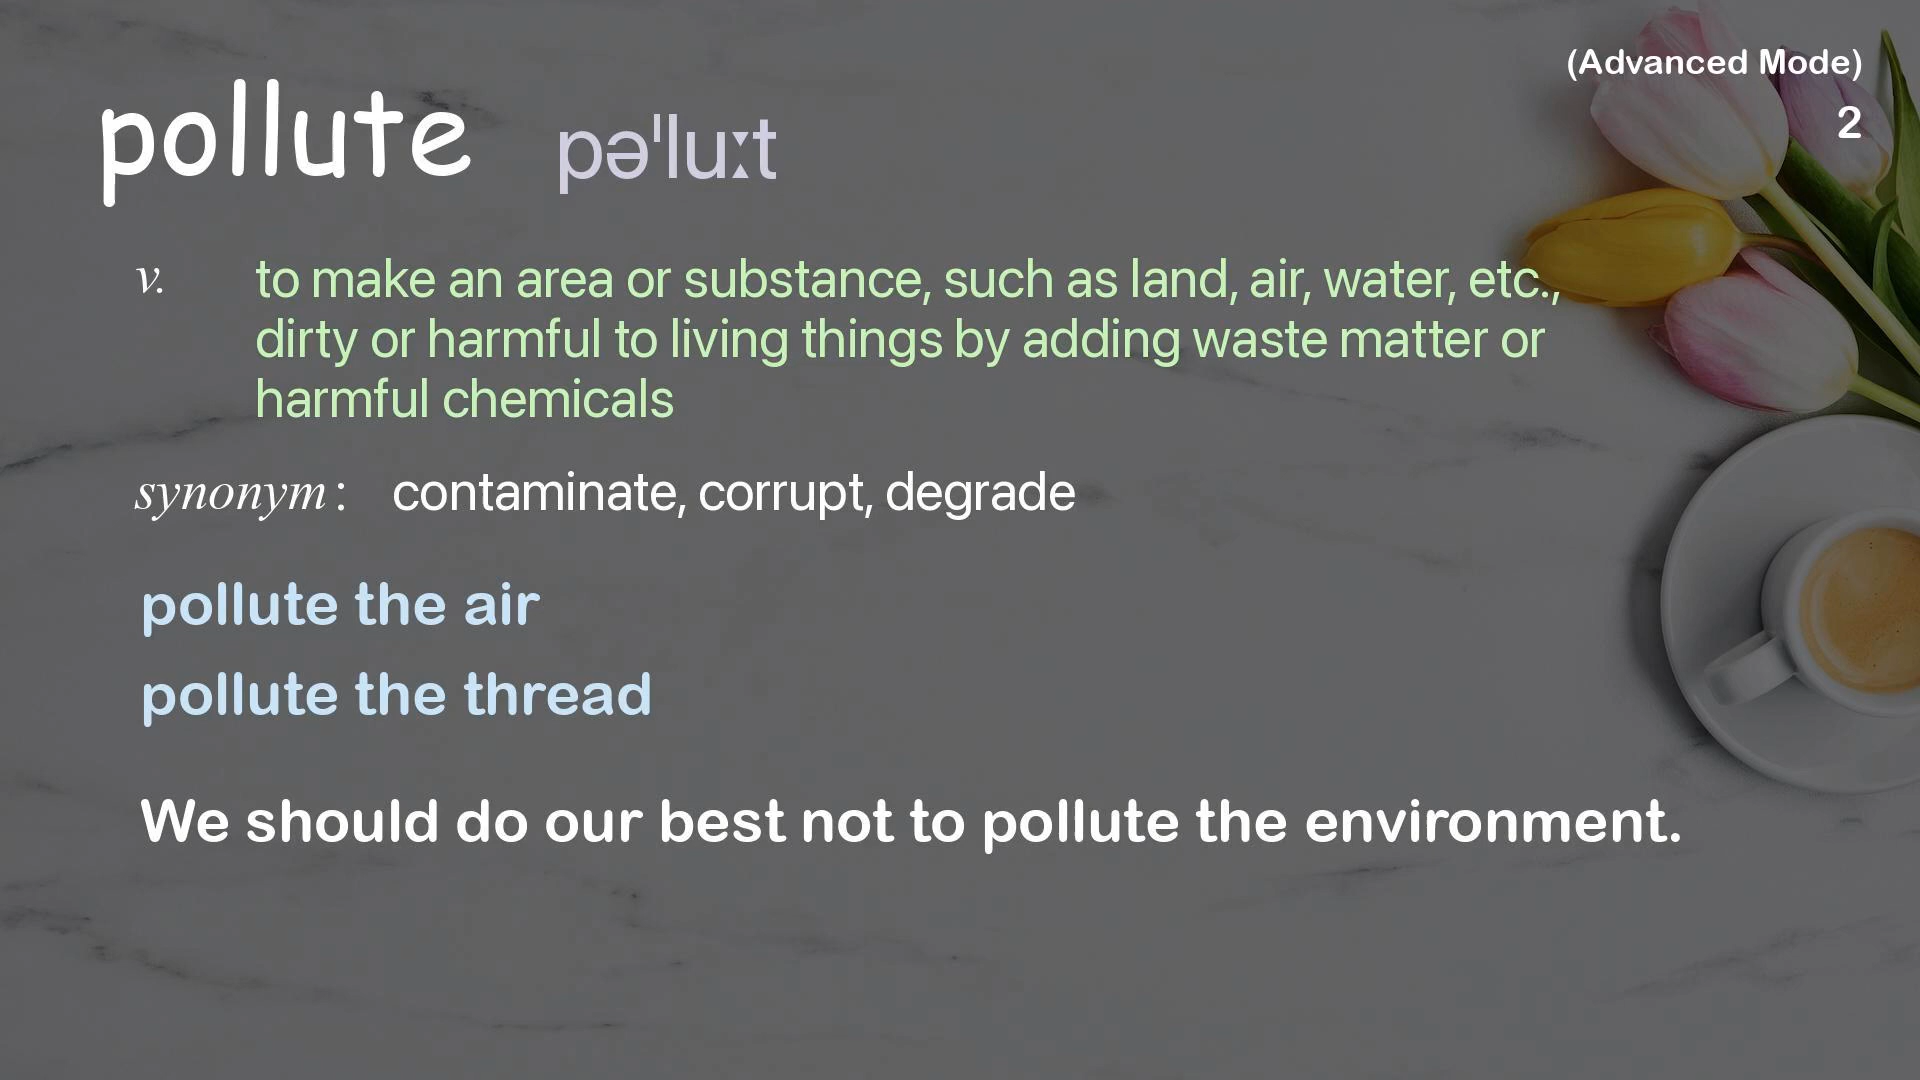 (Advanced Mode)
2
pollute pəˈluːt
v. to make an area or substance, such as land, air, water, etc.,
dirty or harmful to living things by adding waste matter or
harmful chemicals
synonym : contaminate, corrupt, degrade
pollute the air
pollute the thread
We should do our best not to pollute the environment.